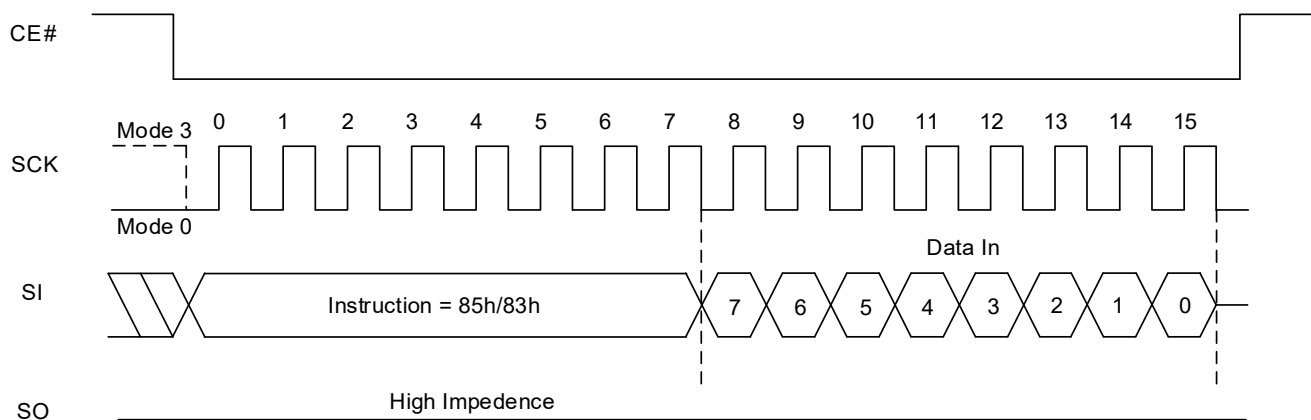 CE#
Mode 3
0 1 2 3 4 5 6 7 8 9 10 11 12 13 14 15
SCK
Mode 0
Data In
SI
Instruction = 85h/83h
7 6 5 4 3 2 1 0
High Impedence
SO